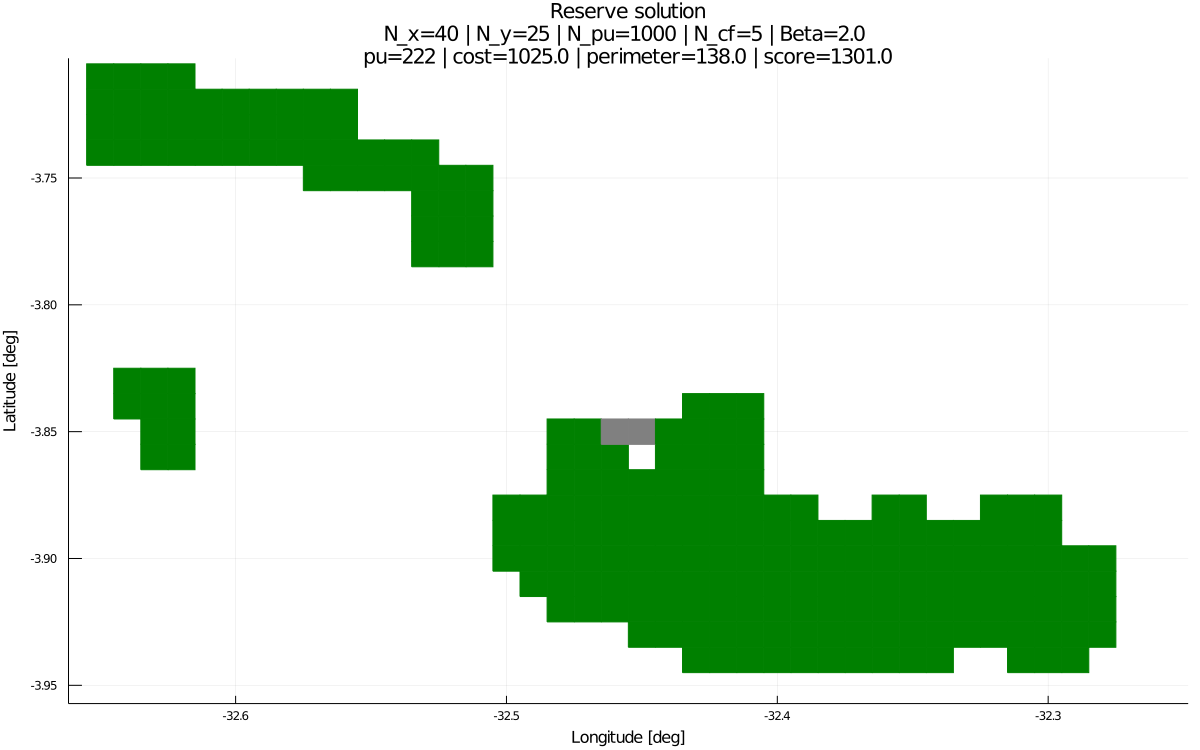 Reserve solution
N_x=40 | N_y=25 | N_pu=1000 | N_cf=5 | Beta=2.0
pu=222 | cost=1025.0 | perimeter=138.0 | score=1301.0
-3.75
-3.80
-3.85
-3.90
-3.95
Latitude [deg]
-32.6
-32.5
-32.4
-32.3
Longitude [deg]